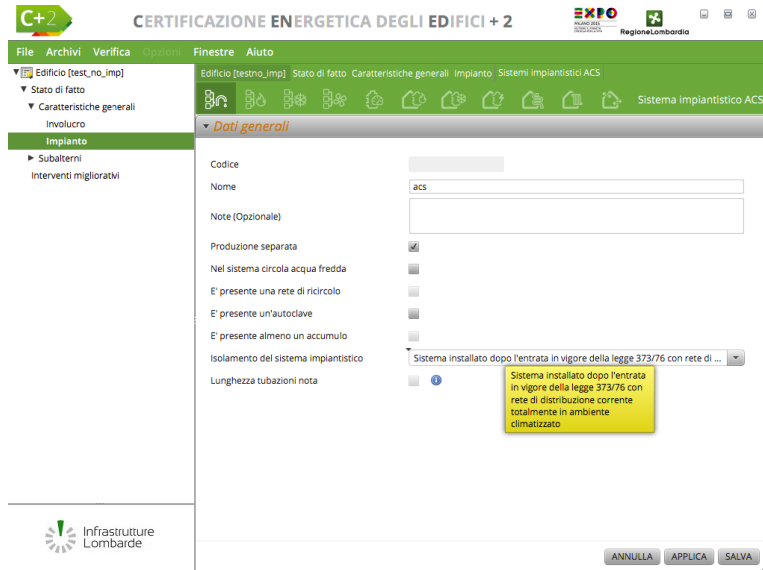 C+2
CERTIFICAZIONE ENERGETICA DEGLI EDIFICI + 2
EXPO
MILANO 2015
RegioneLombardia
File Archivi Verifica Opzioni Finestre Aiuto
Edificio [test_no_imp]
Stato di fatto
Caratteristiche generali
Involucro
Impianto
Subalterni
Interventi migliorativi
Edificio [testno_imp] Stato di fatto Caratteristiche generali Impianto Sistemi impiantistici ACS
Sistema impiantistico ACS
Dati generali
Codice
Nome
acs
Note (Opzionale)
Produzione separata
Nel sistema circola acqua fredda
E' presente una rete di ricircolo
E' presente un'autoclave
E' presente almeno un accumulo
Isolamento del sistema impiantistico
Sistema installato dopo l'entrata in vigore della legge 373/76 con rete di ...
Lunghezza tubazioni nota
Sistema installato dopo l'entrata
in vigore della legge 373/76 con
rete di distribuzione corrente
totalmente in ambiente
climatizzato
Infrastrutture
Lombarde
ANNULLA APPLICA SALVA